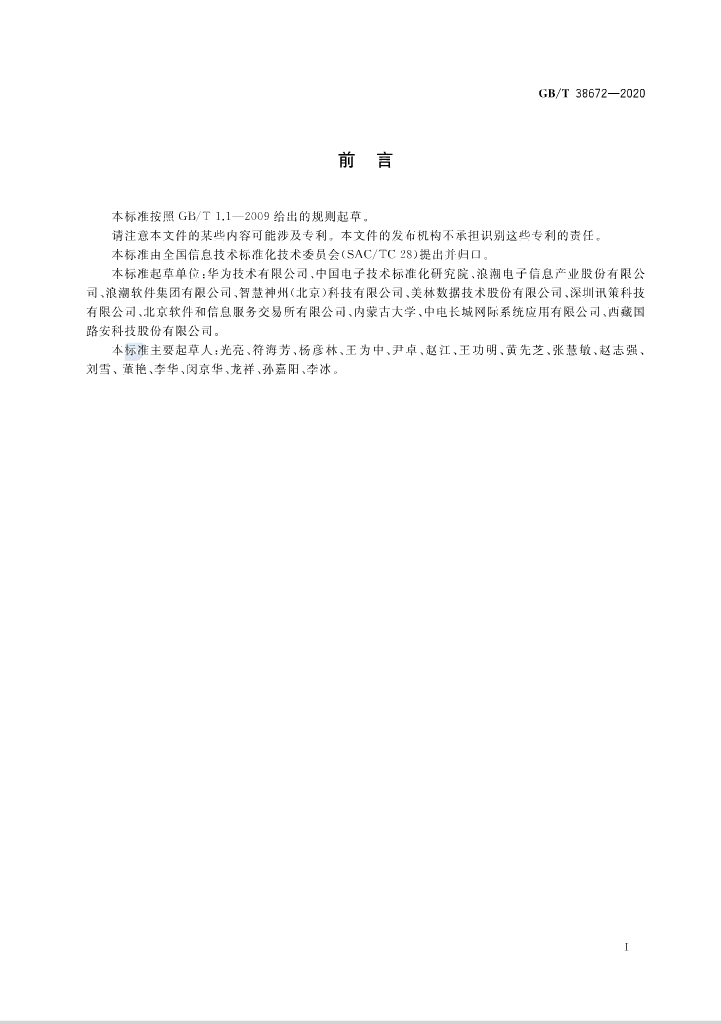 GB/T 38672—2020
前 言
本标准按照 GB/T 1.1—2009 给出的规则起草。
请注意本文件的某些内容可能涉及专利。本文件的发布机构不承担识别这些专利的责任。
本标准由全国信息技术标准化技术委员会(SAC/TC 28)提出并归口。
本标准起草单位:华为技术有限公司、中国电子技术标准化研究院、浪潮电子信息产业股份有限公
司、浪潮软件集团有限公司、智慧神州(北京)科技有限公司、美林数据技术股份有限公司、深圳讯策科技
有限公司、北京软件和信息服务交易所有限公司、内蒙古大学、中电长城网际系统应用有限公司、西藏国
路安科技股份有限公司。
本标准主要起草人:光亮、符海芳、杨彦林、王为中、尹卓、赵江、王功明、黄先芝、张慧敏、赵志强、
刘雪、董艳、李华、闵京华、龙祥、孙嘉阳、李冰。
I